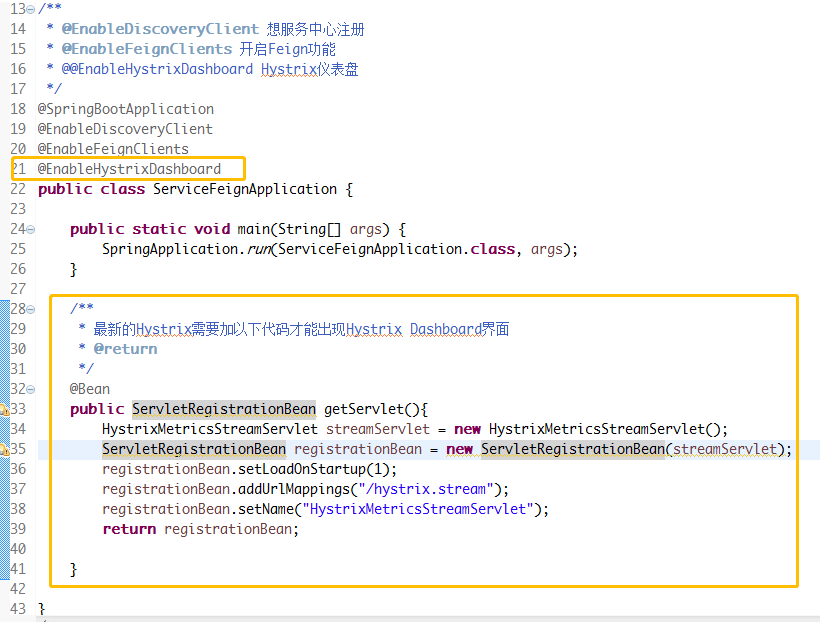 13 /**
14  * @EnableDiscoveryClient 想服务中心注册
15  * @EnableFeignClients 开启Feign功能
16  * @@EnableHystrixDashboard Hystrix仪表盘
17  */
18 @SpringBootApplication
19 @EnableDiscoveryClient
20 @EnableFeignClients
21 @EnableHystrixDashboard
22 public class ServiceFeignApplication {
23
24     public static void main(String[] args) {
25         SpringApplication.run(ServiceFeignApplication.class, args);
26     }
27
28     /**
29      * 最新的Hystrix需要加以下代码才能出现Hystrix Dashboard界面
30      * @return
31      */
32     @Bean
33     public ServletRegistrationBean getServlet(){
34         HystrixMetricsStreamServlet streamServlet = new HystrixMetricsStreamServlet();
35         ServletRegistrationBean registrationBean = new ServletRegistrationBean(streamServlet);
36         registrationBean.setLoadOnStartup(1);
37         registrationBean.addUrlMappings("/hystrix.stream");
38         registrationBean.setName("HystrixMetricsStreamServlet");
39         return registrationBean;
40
41     }
42
43 }